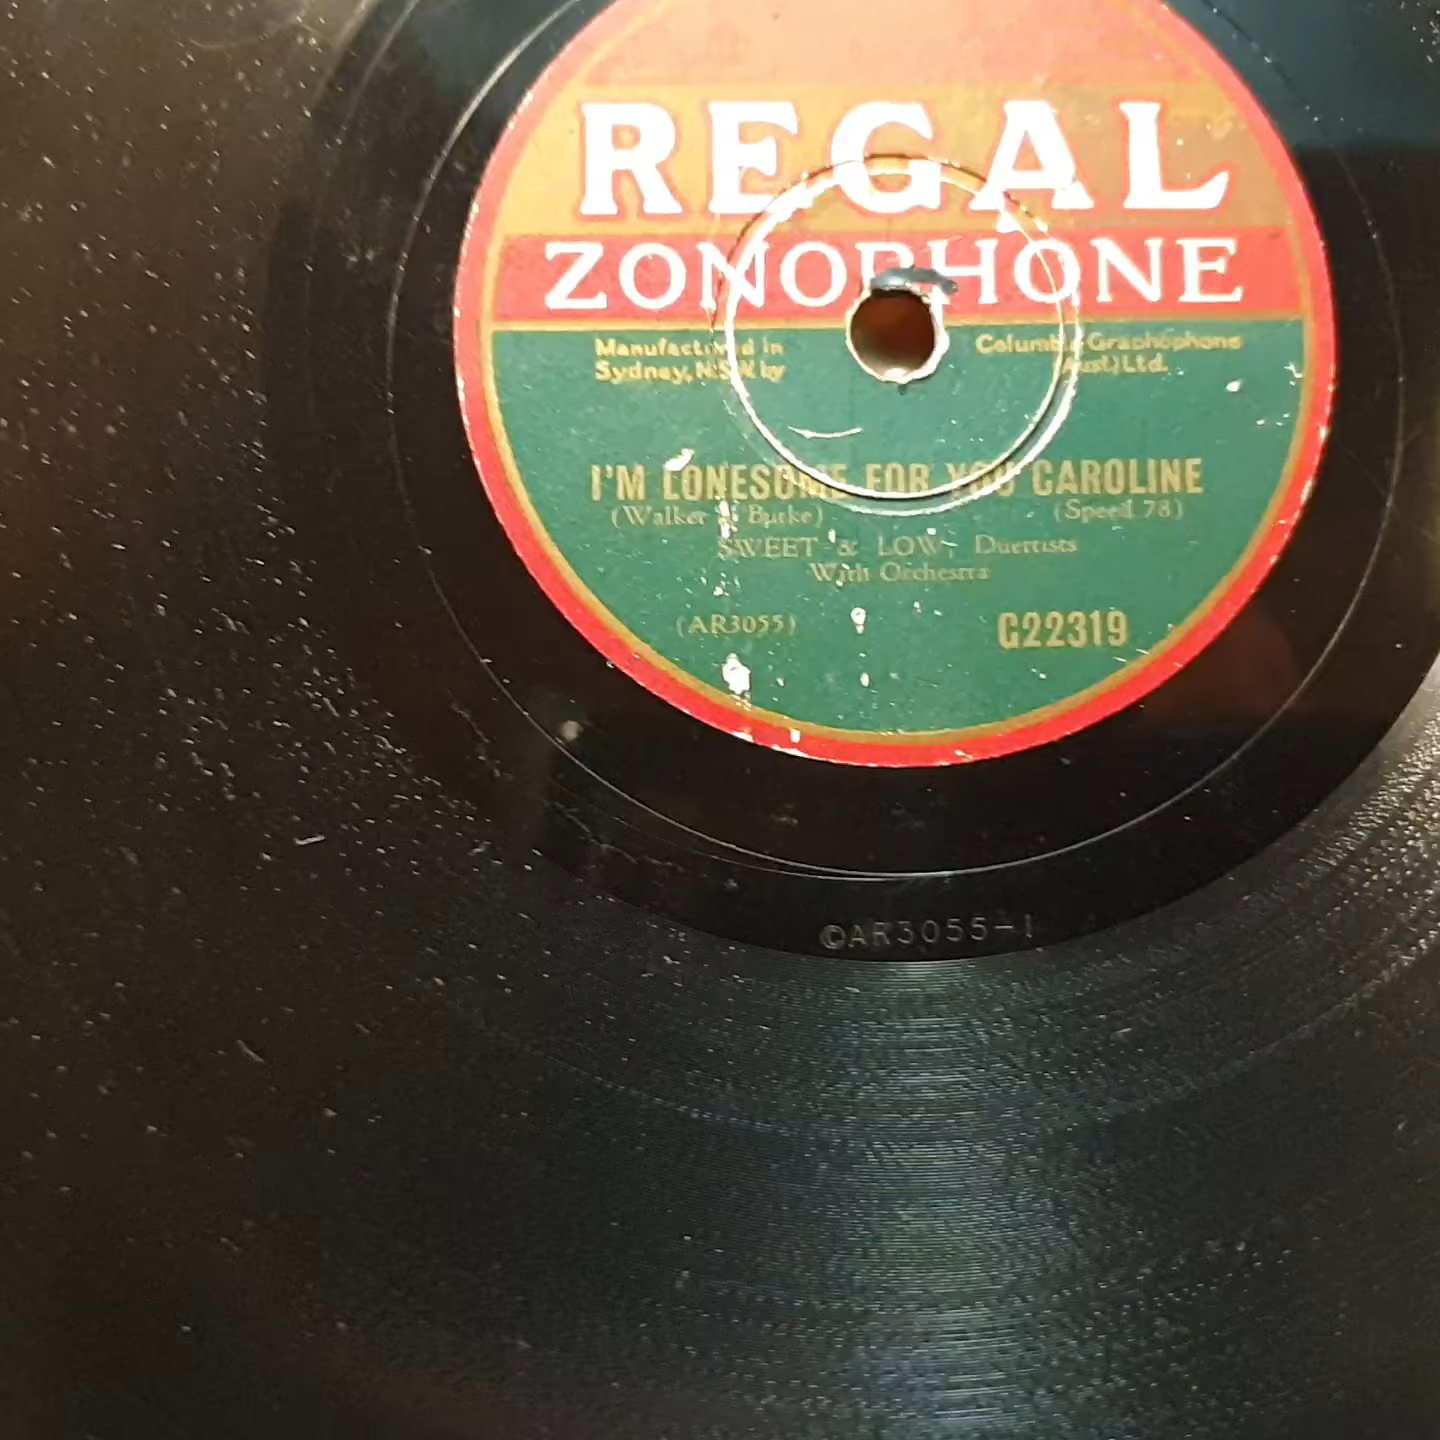 REGAL
ZONOPHONE
Manufactured in Columbia Graphophone
Sydney, N.S.W. by (Aust.) Ltd.
I'M LONESOME FOR YOU CAROLINE
(Walker & Burke) (Speed 78)
SWEET & LOW, Duettists
With Orchestra
(AR3055) G22319
©AR3055-1